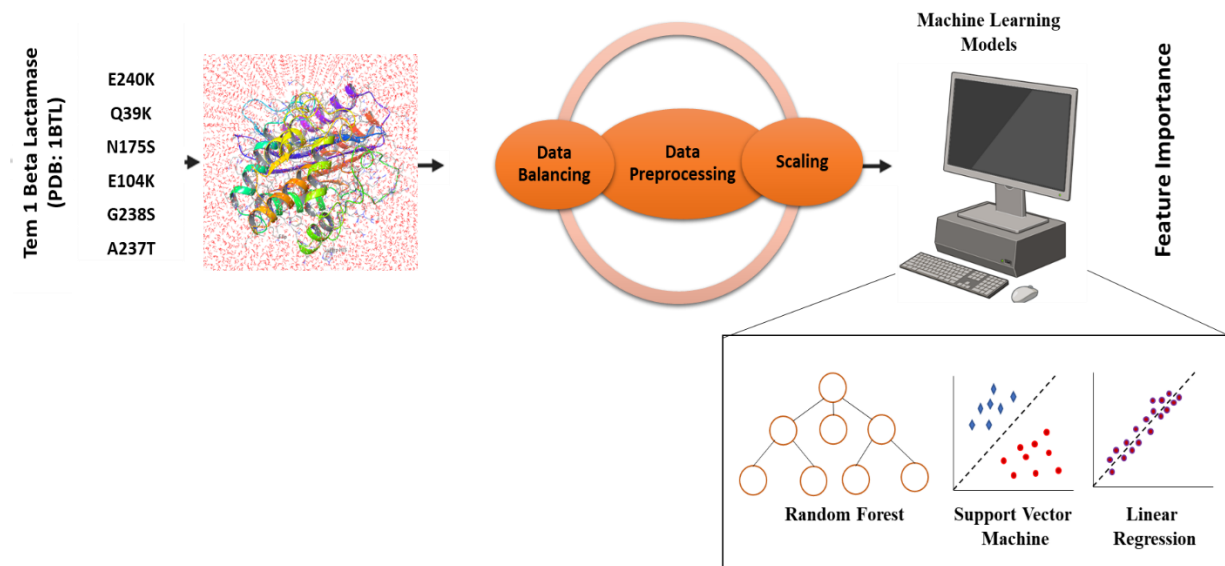 Tem 1 Beta Lactamase
(PDB: 1BTL)
E240K
Q39K
N175S
E104K
G238S
A237T
Data
Balancing
Data
Preprocessing
Scaling
Machine Learning
Models
Feature Importance
Random Forest
Support Vector
Machine
Linear
Regression